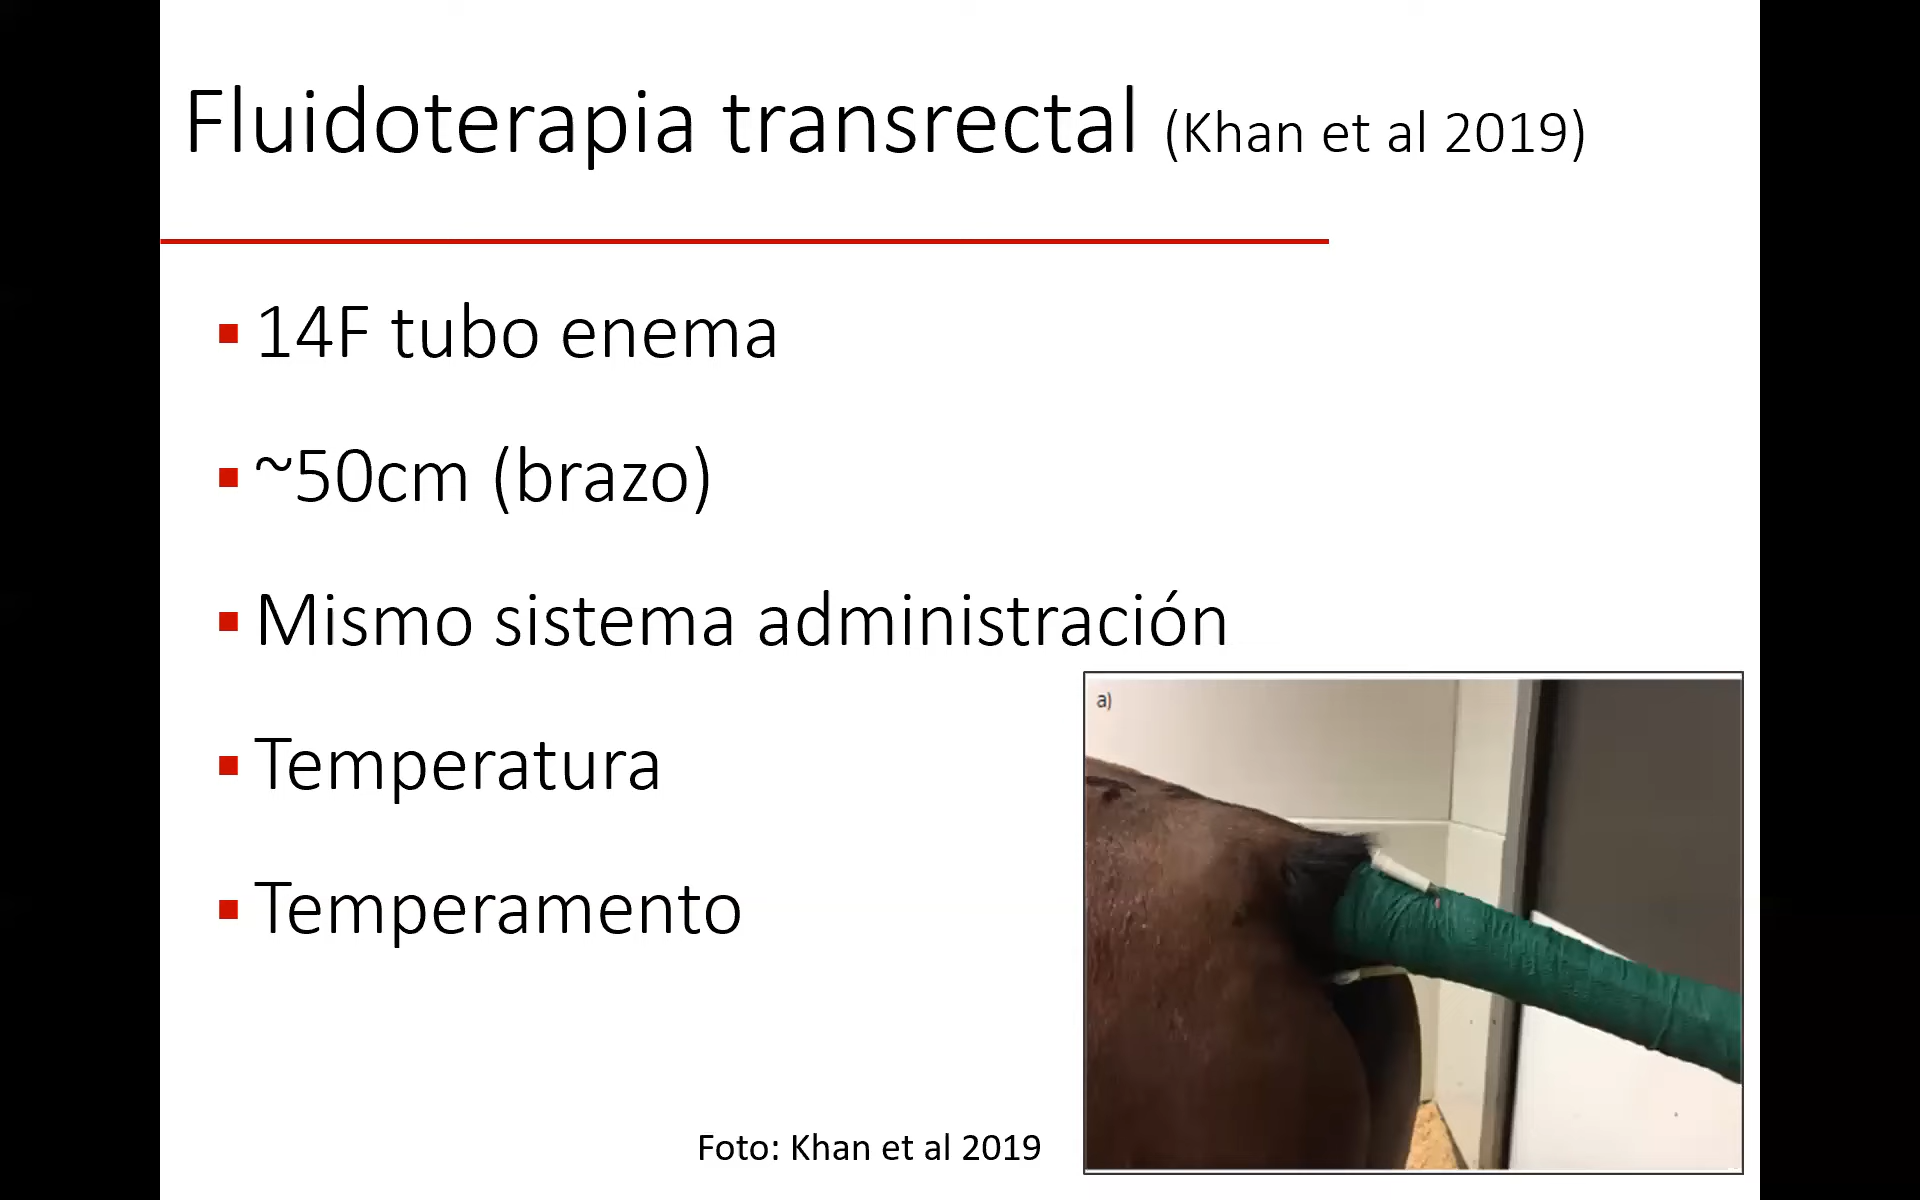 Fluidoterapia transrectal (Khan et al 2019)
14F tubo enema
~50cm (brazo)
Mismo sistema administración
Temperatura
Temperamento
a)
Foto: Khan et al 2019